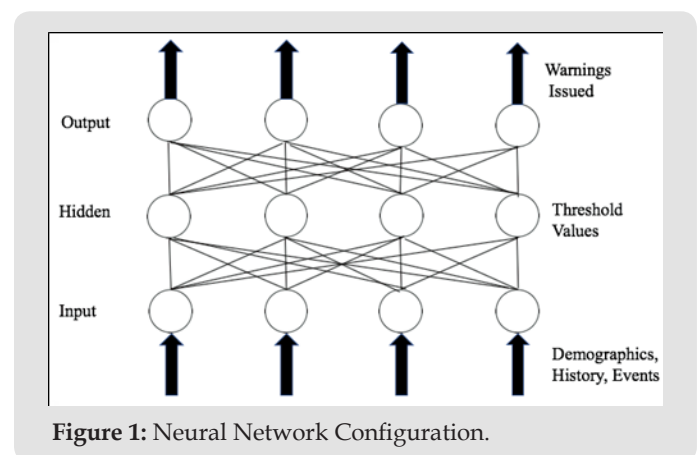 Warnings
Issued
Output
Hidden
Threshold
Values
Input
Demographics,
History, Events
Figure 1: Neural Network Configuration.